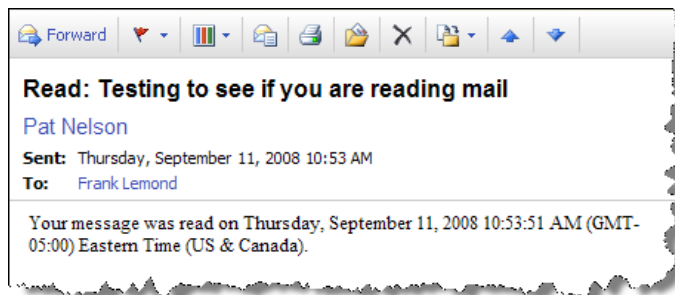 Forward
Read: Testing to see if you are reading mail
Pat Nelson
Sent: Thursday, September 11, 2008 10:53 AM
To: Frank Lemond
Your message was read on Thursday, September 11, 2008 10:53:51 AM (GMT-
05:00) Eastern Time (US & Canada).